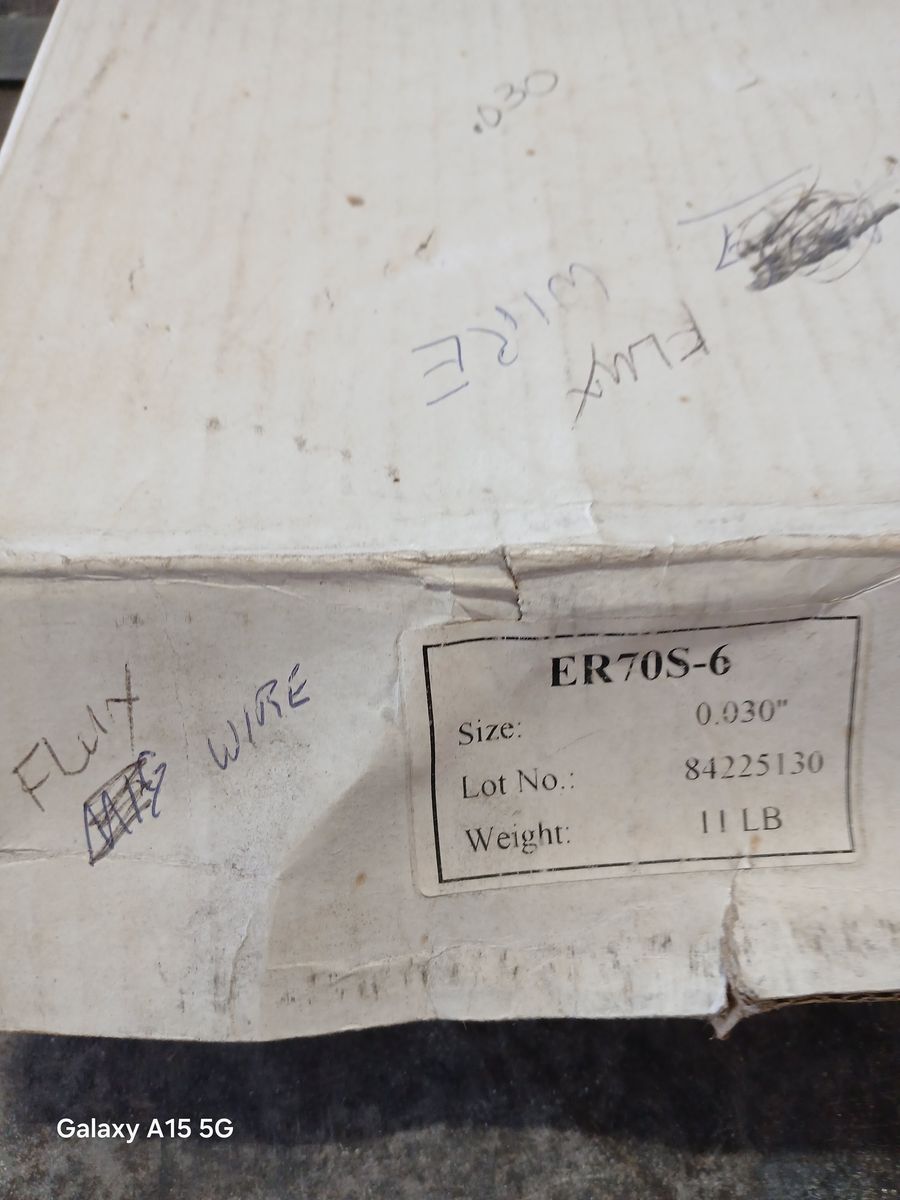 .030
WIRE
FLUX
FLUX
WIRE
ER70S-6
Size: 0.030"
Lot No.: 84225130
Weight: 11 LB
Galaxy A15 5G